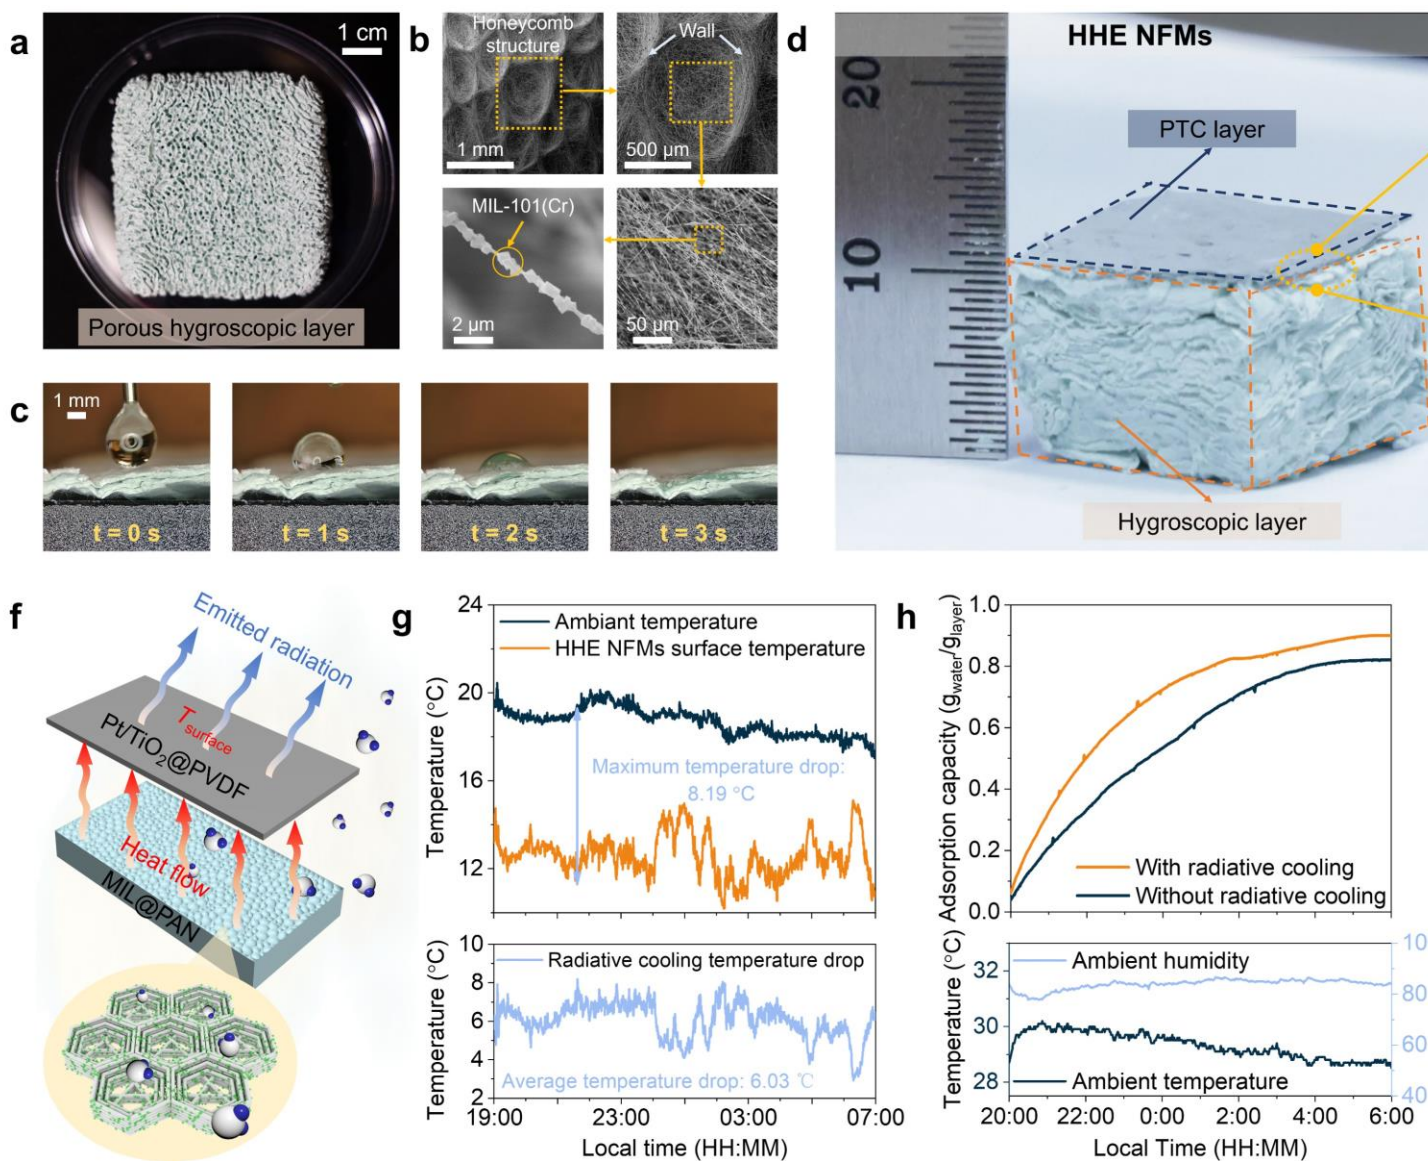 a
1 cm
Porous hygroscopic layer
b
Honeycomb
structure
1 mm
Wall
500 µm
MIL-101(Cr)
2 µm
50 µm
c
1 mm
t = 0 s
t = 1 s
t = 2 s
t = 3 s
d
HHE NFMs
20
10
PTC layer
Hygroscopic layer
f
Emitted radiation
T surface
Pt/TiO2@PVDF
Heat flow
MIL@PAN
g
24
20
16
12
Temperature (°C)
Ambiant temperature
HHE NFMs surface temperature
Maximum temperature drop:
8.19 °C
10
8
6
4
2
Temperature (°C)
Radiative cooling temperature drop
Average temperature drop: 6.03 ℃
19:00
23:00
03:00
07:00
Local time (HH:MM)
h
1.0
0.8
0.6
0.4
0.2
0.0
Adsorption capacity (gwater/glayer)
With radiative cooling
Without radiative cooling
32
30
28
Temperature (°C)
Ambient humidity
Ambient temperature
10
80
60
40
20:00
22:00
0:00
2:00
4:00
6:00
Local Time (HH:MM)